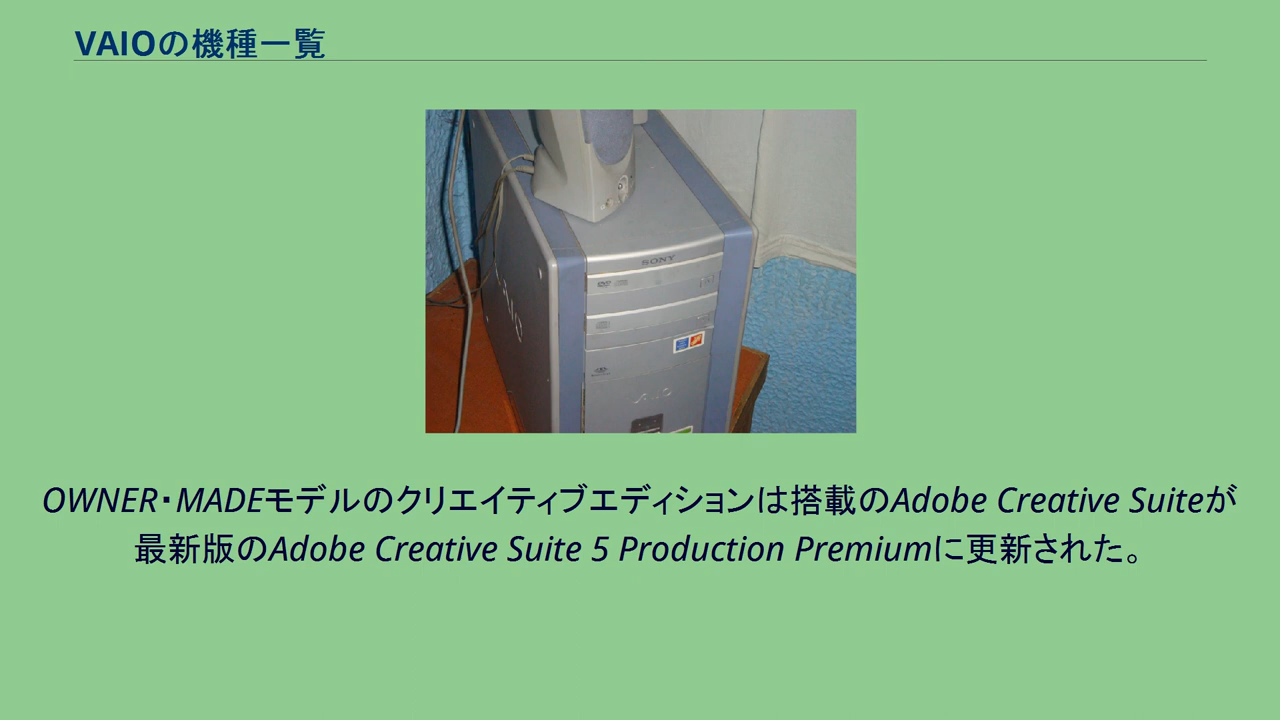 VAIOの機種一覧
SONY
VAIO
VAIO
OWNER・MADEモデルのクリエイティブエディションは搭載のAdobe Creative Suiteが
最新版のAdobe Creative Suite 5 Production Premiumに更新された。